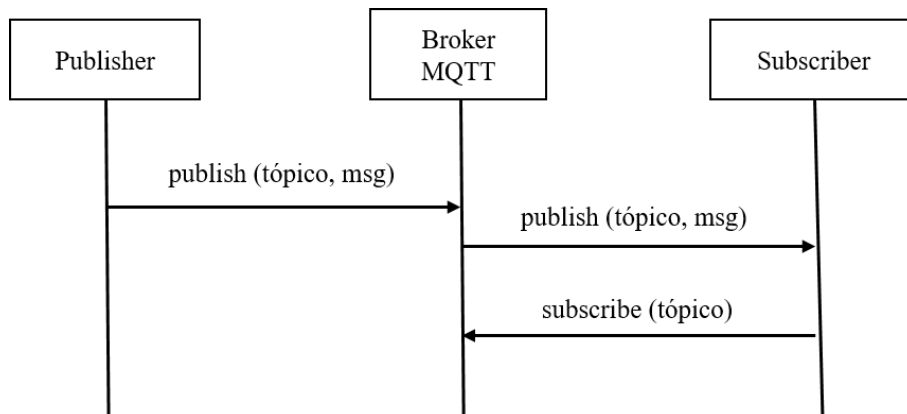 Publisher
Broker
MQTT
Subscriber
publish (tópico, msg)
publish (tópico, msg)
subscribe (tópico)